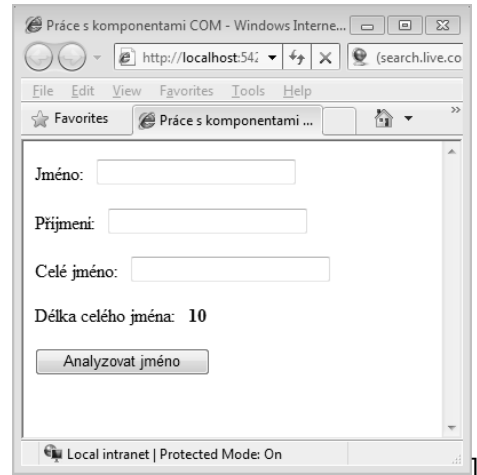 Práce s komponentami COM - Windows Interne...
http://localhost:542
(search.live.co
File Edit View Favorites Tools Help
Favorites Práce s komponentami ... »
Jméno:
Příjmení:
Celé jméno:
Délka celého jména: 10
Analyzovat jméno
Local intranet | Protected Mode: On
]